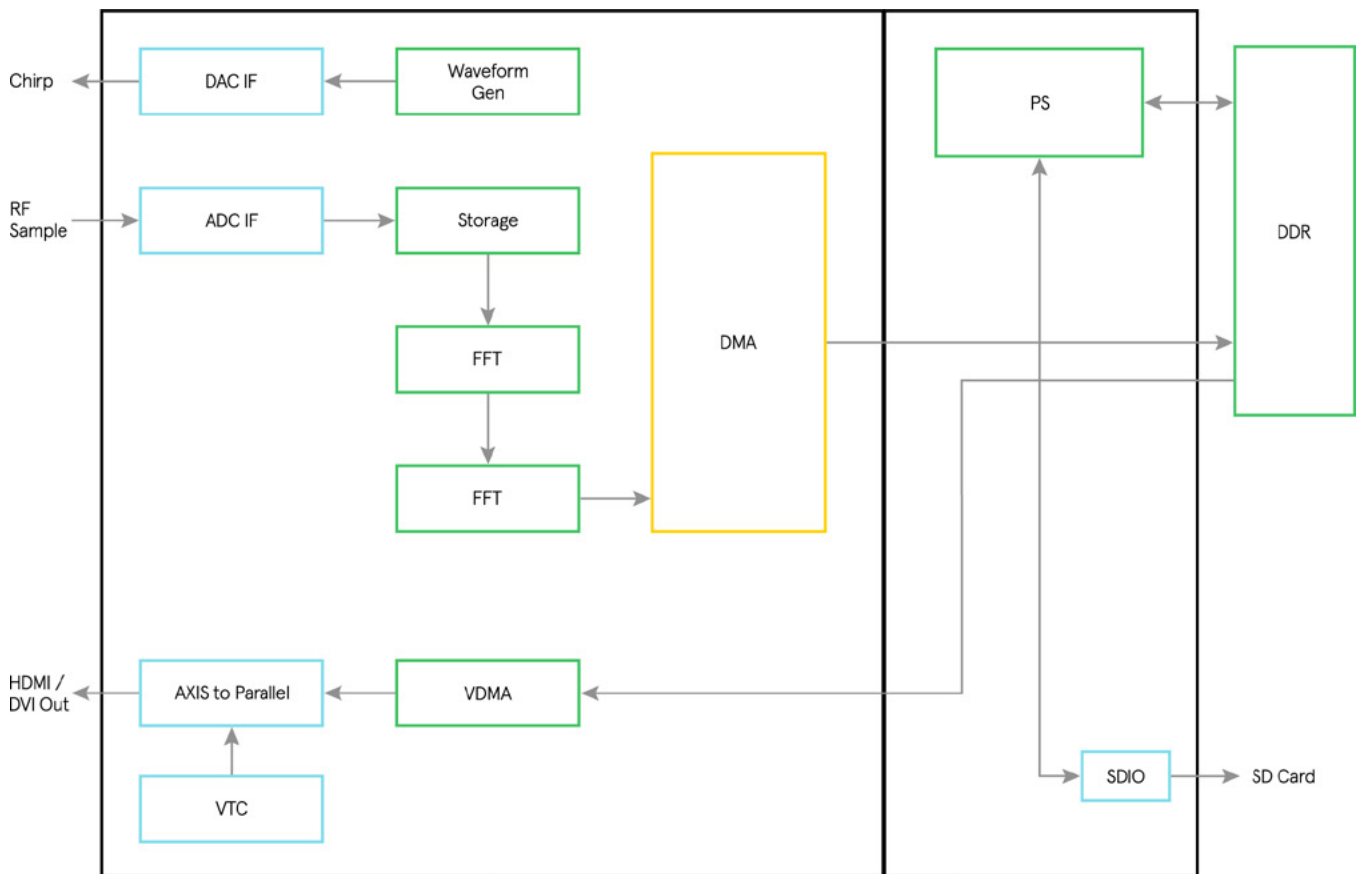 Chirp
DAC IF
Waveform
Gen
PS
RF
Sample
ADC IF
Storage
DDR
FFT
DMA
FFT
HDMI /
DVI Out
AXIS to Parallel
VDMA
VTC
SDIO
SD Card